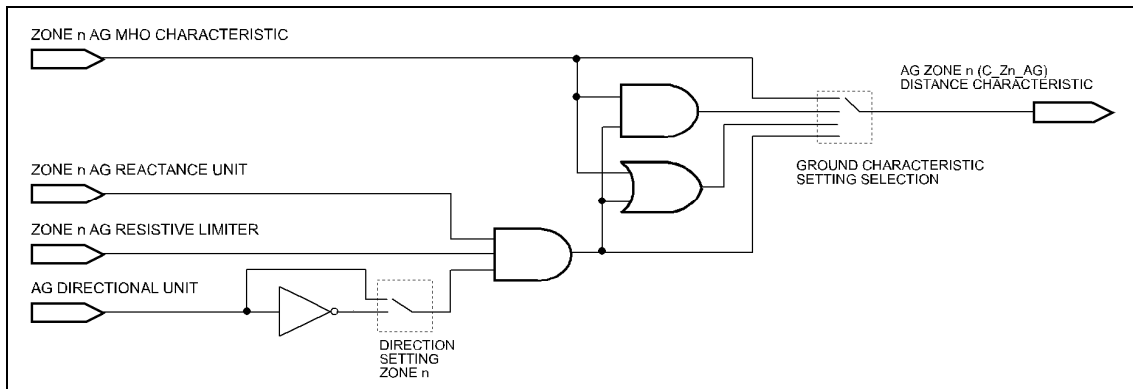 ZONE n AG MHO CHARACTERISTIC
AG ZONE n (C_Zn_AG)
DISTANCE CHARACTERISTIC
ZONE n AG REACTANCE UNIT
GROUND CHARACTERISTIC
SETTING SELECTION
ZONE n AG RESISTIVE LIMITER
AG DIRECTIONAL UNIT
DIRECTION
SETTING
ZONE n